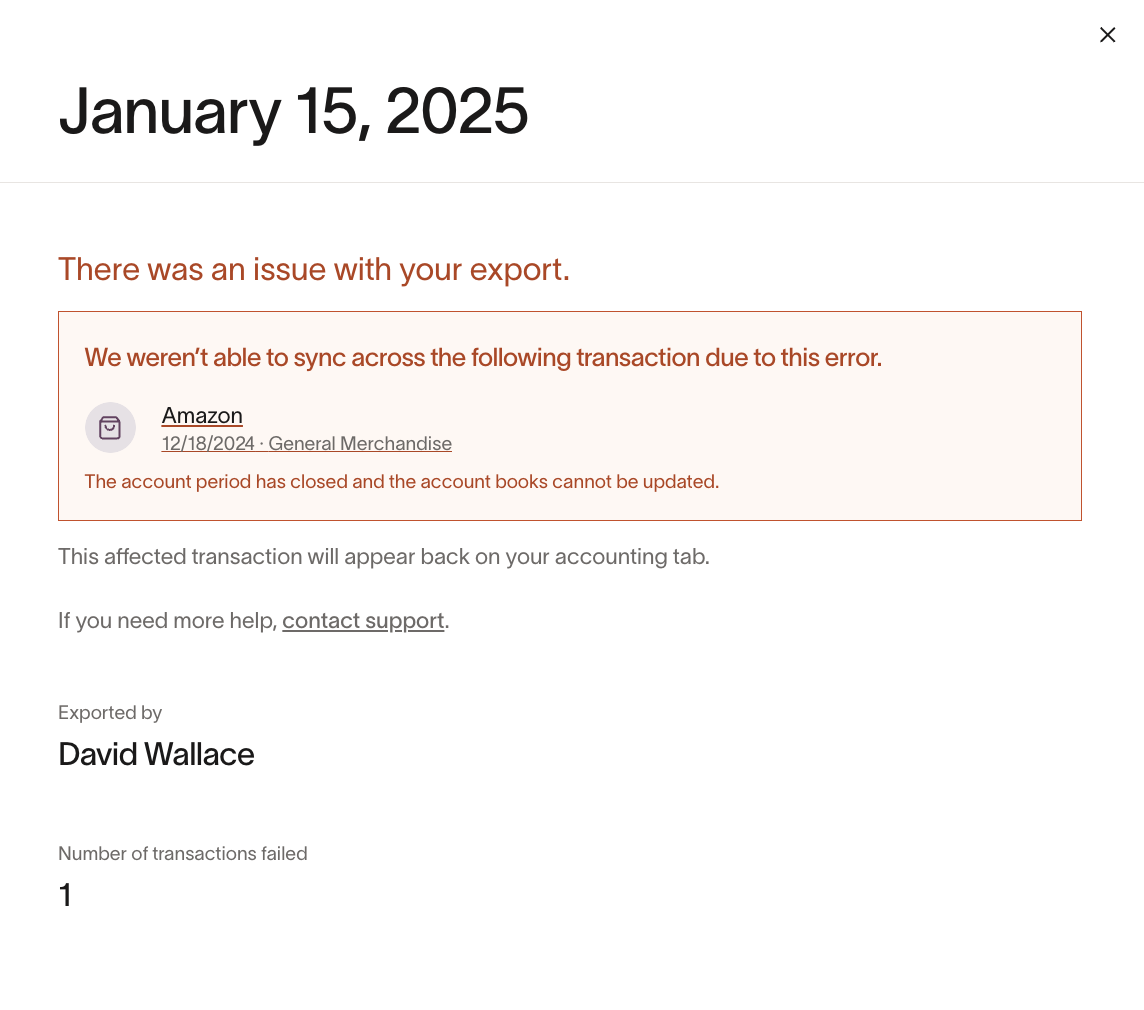 January 15, 2025
There was an issue with your export.
We weren’t able to sync across the following transaction due to this error.
Amazon
12/18/2024 · General Merchandise
The account period has closed and the account books cannot be updated.
This affected transaction will appear back on your accounting tab.
If you need more help, contact support.
Exported by
David Wallace
Number of transactions failed
1